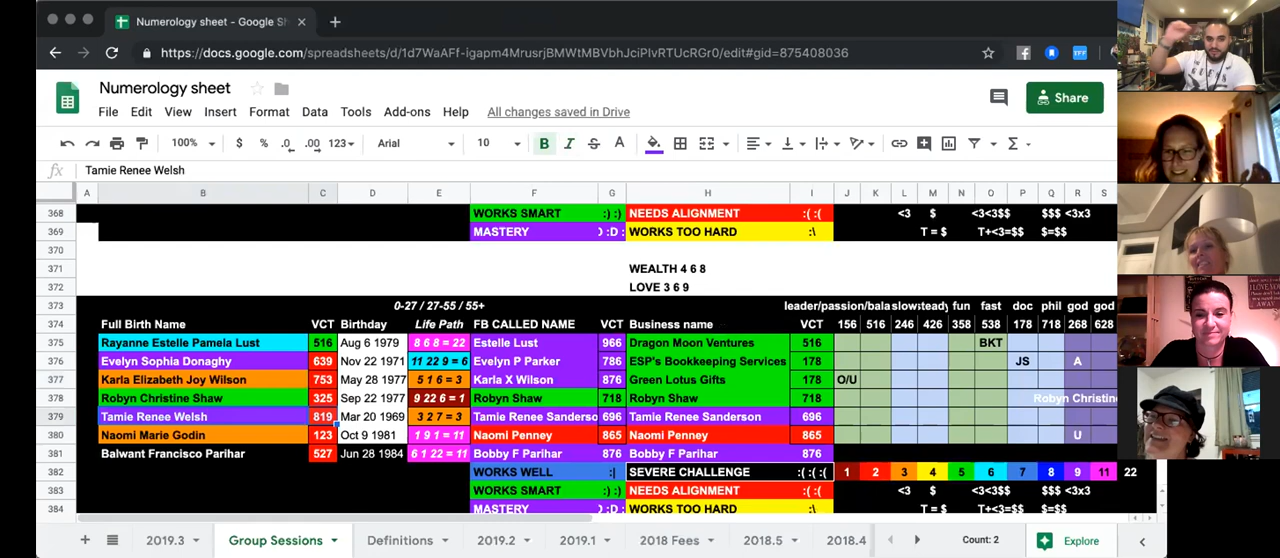 Numerology sheet - Google Sh
https://docs.google.com/spreadsheets/d/1d7WaAFf-igapm4MrusrjBMWtMBVbhJciPlvRTUcRGr0/edit#gid=875408036
Numerology sheet
File Edit View Insert Format Data Tools Add-ons Help All changes saved in Drive
Share
100% $ % .0 .00 123 Arial 10 B I S A
fx Tamie Renee Welsh
A B C D E F G H I J K L M N O P Q R S
368 WORKS SMART :) :) NEEDS ALIGNMENT :( :( <3 $ <3<3$$ $$$ <3x3
369 MASTERY ) :D : WORKS TOO HARD :\ T = $ T+<3=$$ $=$$
370
371 WEALTH 4 6 8
372 LOVE 3 6 9
373 0-27 / 27-55 / 55+ leader/passion/bala slow steady fun fast doc phil god god
374 Full Birth Name VCT Birthday Life Path FB CALLED NAME VCT Business name VCT 156 516 246 426 358 538 178 718 268 628
375 Rayanne Estelle Pamela Lust 516 Aug 6 1979 8 6 8 = 22 Estelle Lust 966 Dragon Moon Ventures 516 BKT
376 Evelyn Sophia Donaghy 639 Nov 22 1971 11 22 9 = 6 Evelyn P Parker 786 ESP's Bookkeeping Services 178 JS A
377 Karla Elizabeth Joy Wilson 753 May 28 1977 5 1 6 = 3 Karla X Wilson 876 Green Lotus Gifts 178 O/U
378 Robyn Christine Shaw 325 Sep 22 1977 9 22 6 = 1 Robyn Shaw 718 Robyn Shaw 718 Robyn Christine
379 Tamie Renee Welsh 819 Mar 20 1969 3 2 7 = 3 Tamie Renee Sanderso 696 Tamie Renee Sanderson 696
380 Naomi Marie Godin 123 Oct 9 1981 1 9 1 = 11 Naomi Penney 865 Naomi Penney 865 U
381 Balwant Francisco Parihar 527 Jun 28 1984 6 1 22 = 11 Bobby F Parihar 876 Bobby F Parihar 876
382 WORKS WELL :| SEVERE CHALLENGE :( :( :( 1 2 3 4 5 6 7 8 9 11 22
383 WORKS SMART :) :) NEEDS ALIGNMENT :( :( <3 $ <3<3$$ $$$ <3x3
384 MASTERY ) :D : WORKS TOO HARD :\ T = $ T+<3=$$ $=$$
2019.3 Group Sessions Definitions 2019.2 2019.1 2018 Fees 2018.5 2018.4 Count: 2 Explore